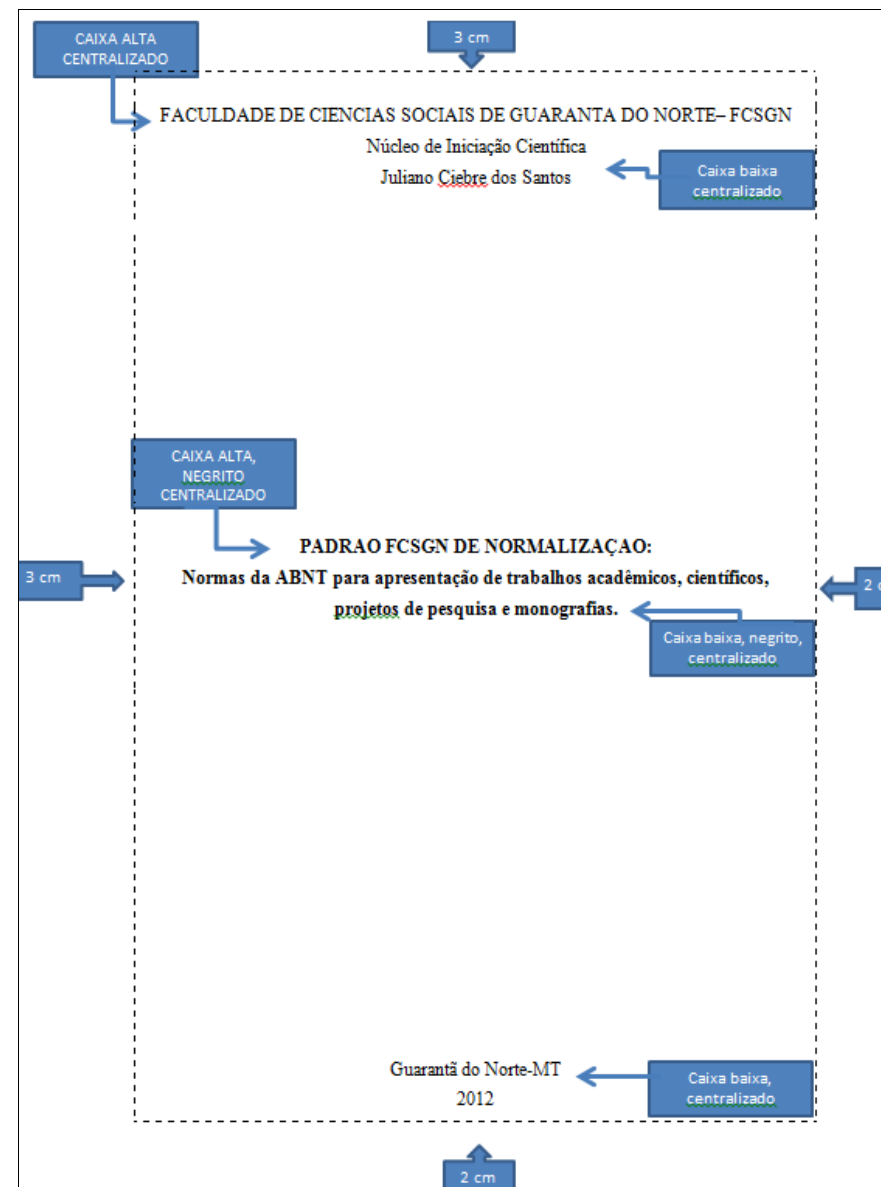 CAIXA ALTA
CENTRALIZADO
3 cm
FACULDADE DE CIENCIAS SOCIAIS DE GUARANTA DO NORTE– FCSGN
Núcleo de Iniciação Científica
Juliano Ciebre dos Santos
Caixa baixa
centralizado
CAIXA ALTA,
NEGRITO
CENTRALIZADO
PADRAO FCSGN DE NORMALIZAÇAO:
3 cm
Normas da ABNT para apresentação de trabalhos acadêmicos, científicos,
2
projetos de pesquisa e monografias.
Caixa baixa, negrito,
centralizado
Guarantã do Norte-MT
2012
Caixa baixa,
centralizado
2 cm